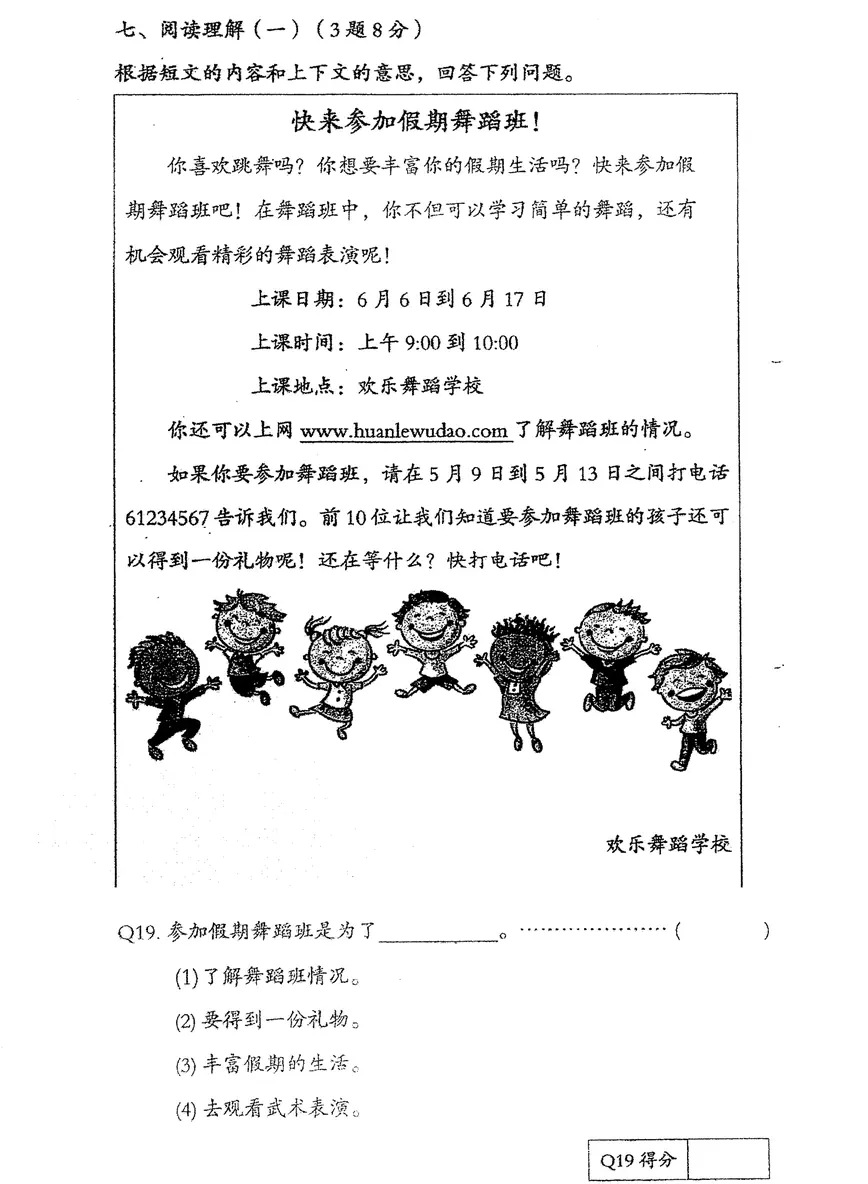 七、阅读理解（一）（3题8分）
根据短文的内容和上下文的意思，回答下列问题。
快来参加假期舞蹈班！
你喜欢跳舞吗？你想要丰富你的假期生活吗？快来参加假
期舞蹈班吧！在舞蹈班中，你不但可以学习简单的舞蹈，还有
机会观看精彩的舞蹈表演呢！
上课日期：6月6日到6月17日
上课时间：上午9:00到10:00
上课地点：欢乐舞蹈学校
你还可以上网 www.huanlewudao.com 了解舞蹈班的情况。
如果你要参加舞蹈班，请在5月9日到5月13日之间打电话
61234567告诉我们。前10位让我们知道要参加舞蹈班的孩子还可
以得到一份礼物呢！还在等什么？快打电话吧！
欢乐舞蹈学校
Q19. 参加假期舞蹈班是为了__________。…………………（ ）
(1)了解舞蹈班情况。
(2)要得到一份礼物。
(3)丰富假期的生活。
(4)去观看武术表演。
Q19得分